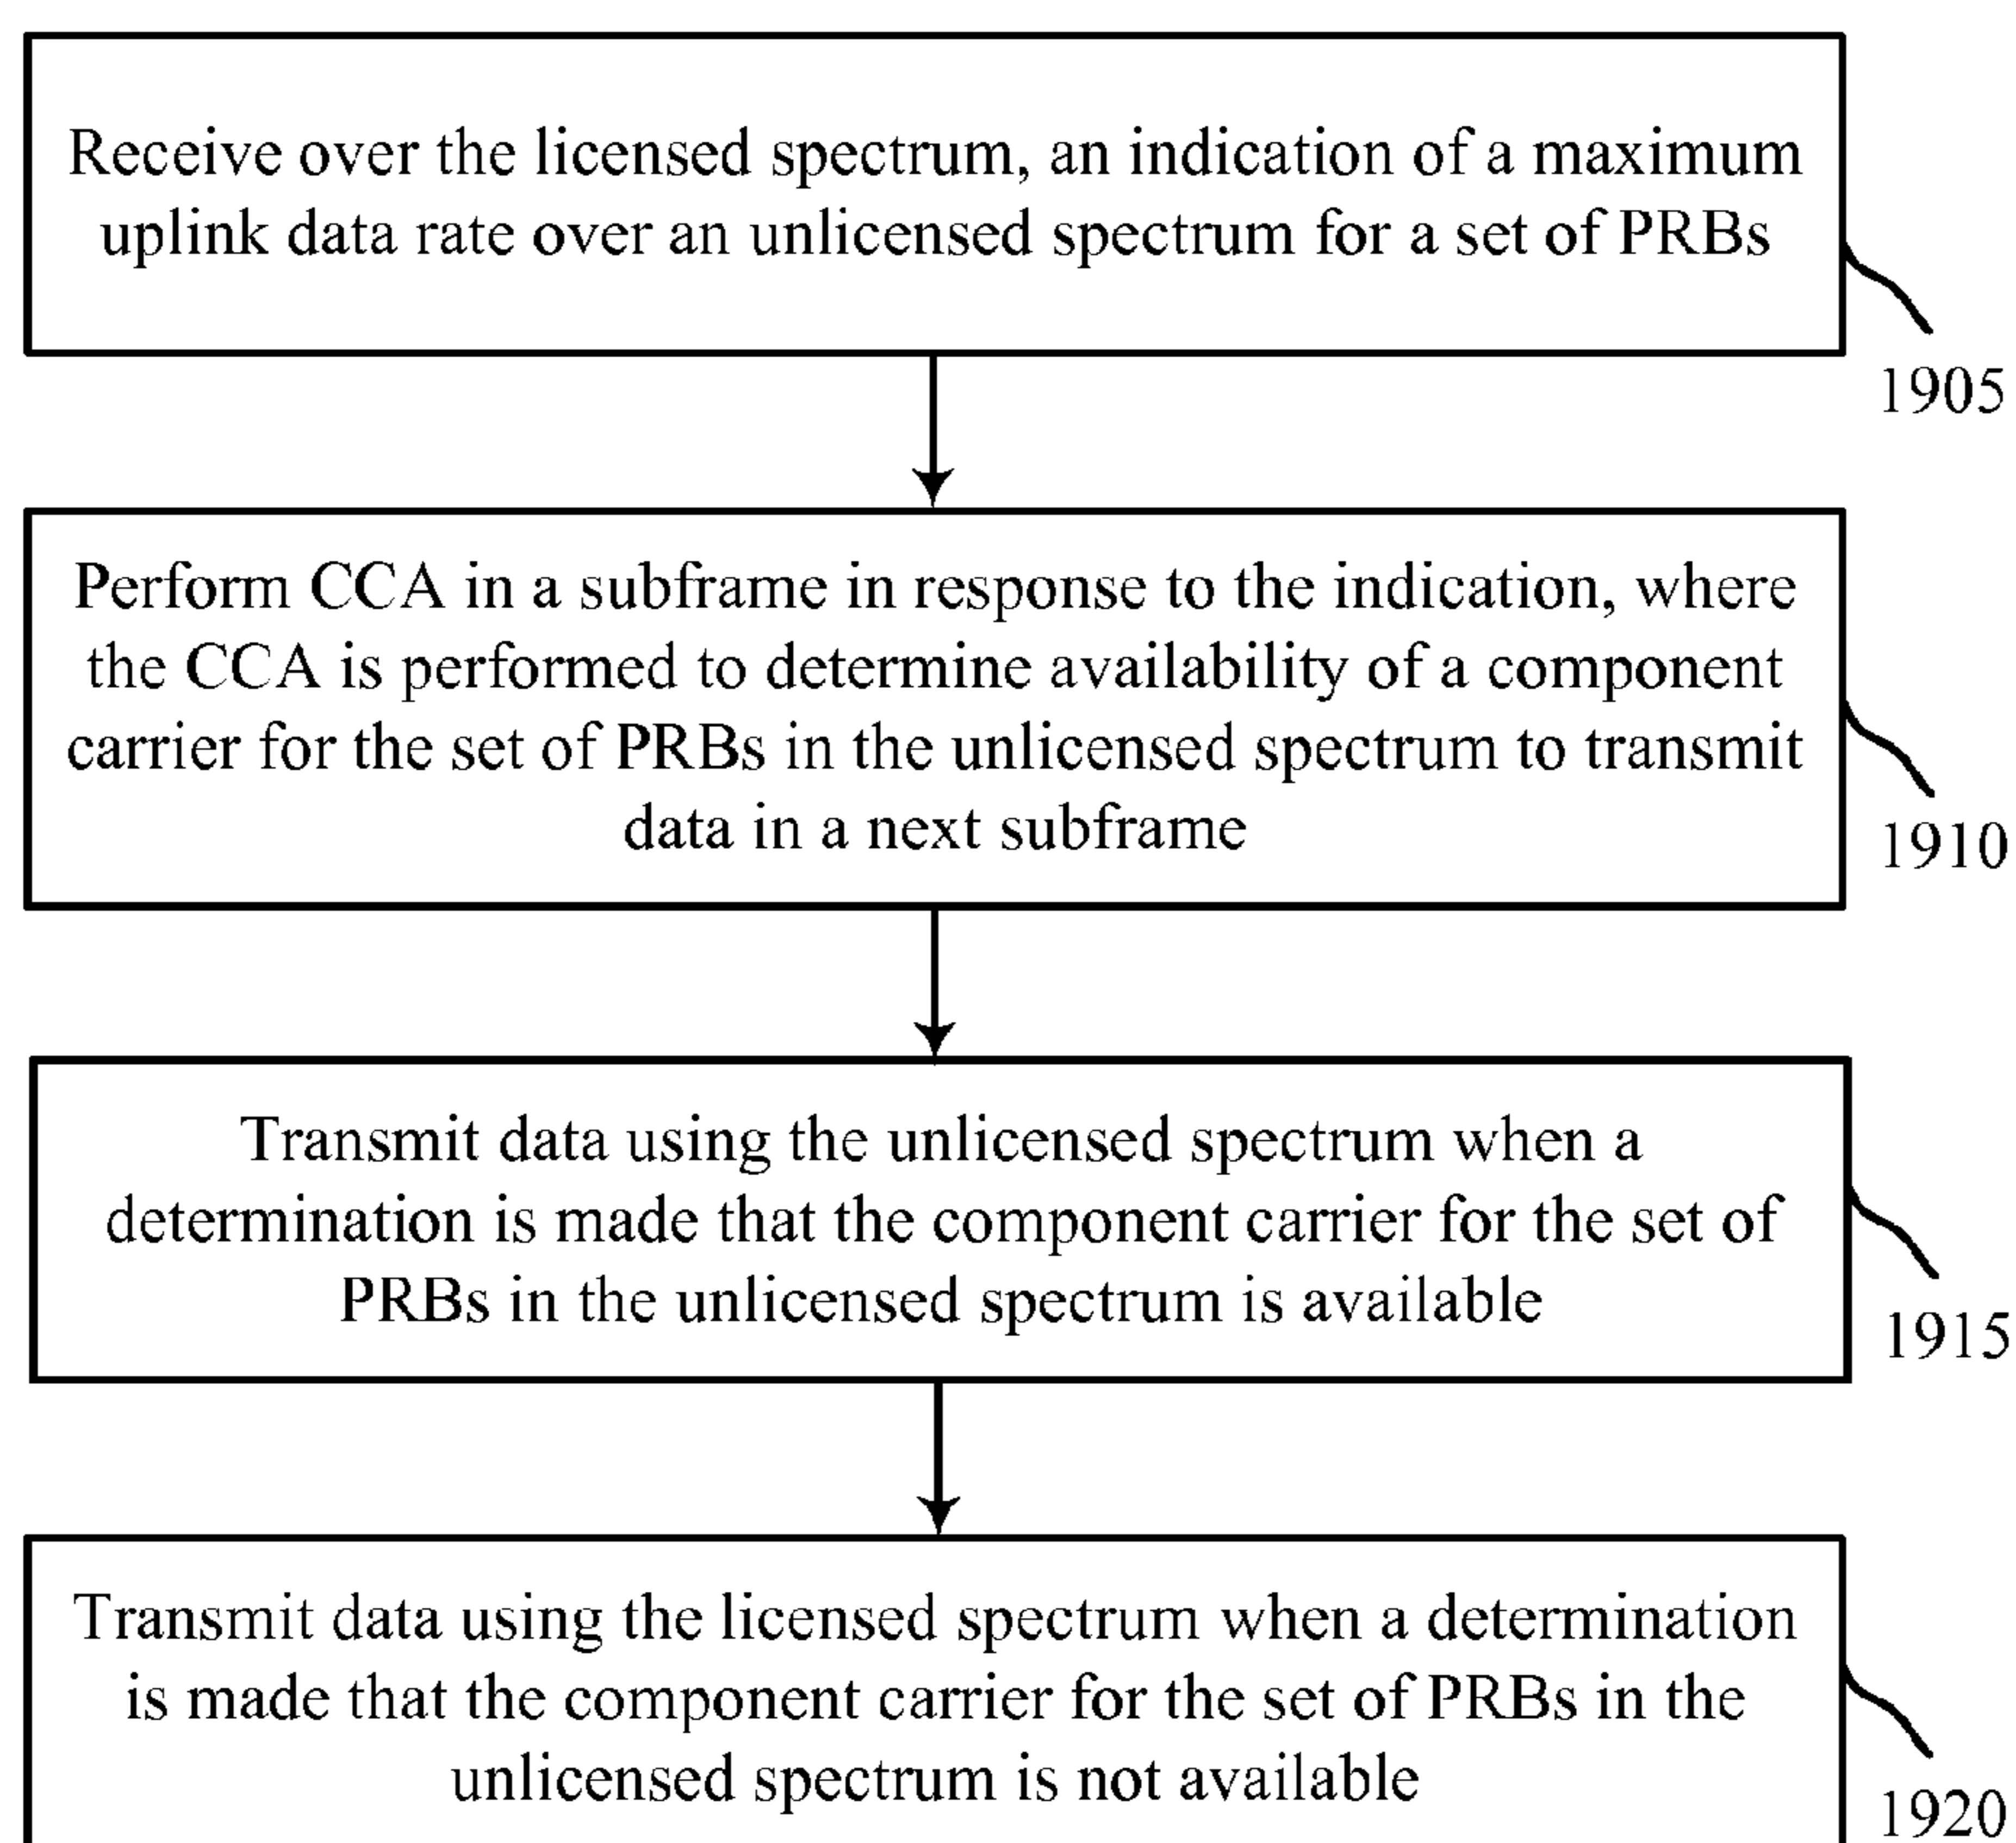 Receive over the licensed spectrum, an indication of a maximum
uplink data rate over an unlicensed spectrum for a set of PRBs
1905
Perform CCA in a subframe in response to the indication, where
the CCA is performed to determine availability of a component
carrier for the set of PRBs in the unlicensed spectrum to transmit
data in a next subframe
1910
Transmit data using the unlicensed spectrum when a
determination is made that the component carrier for the set of
PRBs in the unlicensed spectrum is available
1915
Transmit data using the licensed spectrum when a determination
is made that the component carrier for the set of PRBs in the
unlicensed spectrum is not available
1920